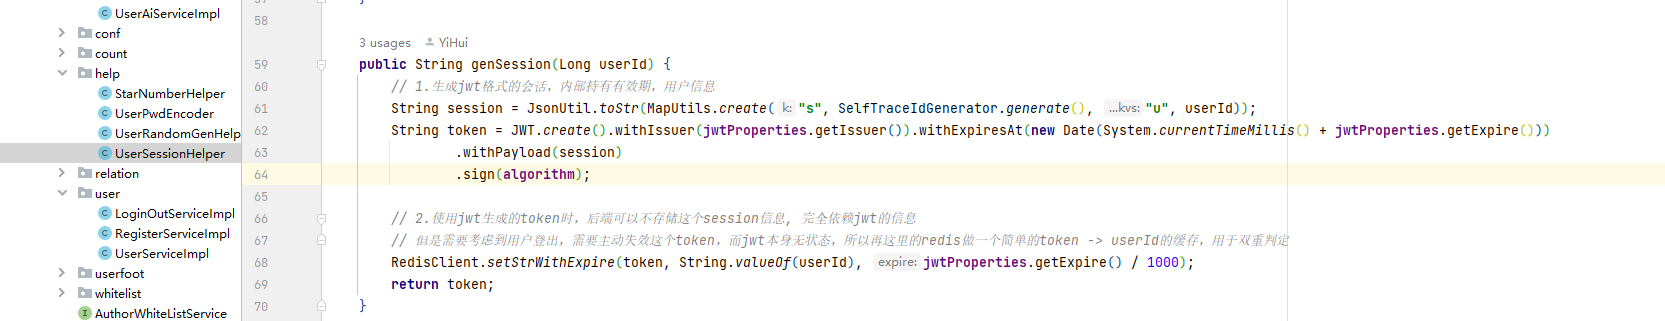 UserAiServiceImpl
conf
count
help
StarNumberHelper
UserPwdEncoder
UserRandomGenHelp
UserSessionHelper
relation
user
LoginOutServiceImpl
RegisterServiceImpl
UserServiceImpl
userfoot
whitelist
AuthorWhiteListService
58
3 usages YiHui
59 public String genSession(Long userId) {
60 // 1.生成jwt格式的会话，内部持有有效期，用户信息
61 String session = JsonUtil.toStr(MapUtils.create( k: "s", SelfTraceIdGenerator.generate(), ...kvs: "u", userId));
62 String token = JWT.create().withIssuer(jwtProperties.getIssuer()).withExpiresAt(new Date(System.currentTimeMillis() + jwtProperties.getExpire()))
63 .withPayload(session)
64 .sign(algorithm);
65
66 // 2.使用jwt生成的token时，后端可以不存储这个session信息, 完全依赖jwt的信息
67 // 但是需要考虑到用户登出，需要主动失效这个token，而jwt本身无状态，所以再这里的redis做一个简单的token -> userId的缓存，用于双重判定
68 RedisClient.setStrWithExpire(token, String.valueOf(userId), expire: jwtProperties.getExpire() / 1000);
69 return token;
70 }